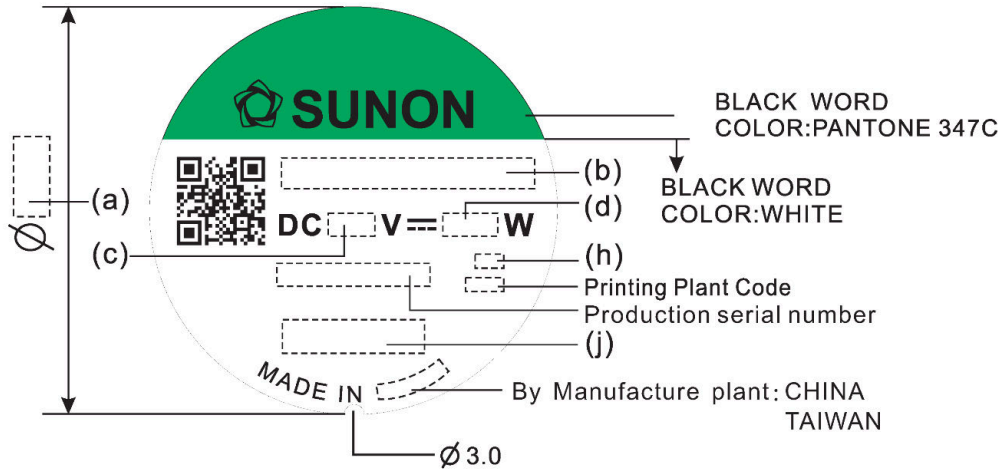 SUNON
BLACK WORD
COLOR:PANTONE 347C
(b)
BLACK WORD
COLOR:WHITE
(a)
Ø
(d)
DC V⎓ W
(c)
(h)
Printing Plant Code
Production serial number
(j)
MADE IN
By Manufacture plant: CHINA
TAIWAN
Ø 3.0